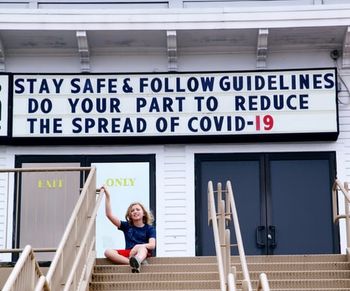 STAY SAFE & FOLLOW GUIDELINES
DO YOUR PART TO REDUCE
THE SPREAD OF COVID-19
EXIT ONLY